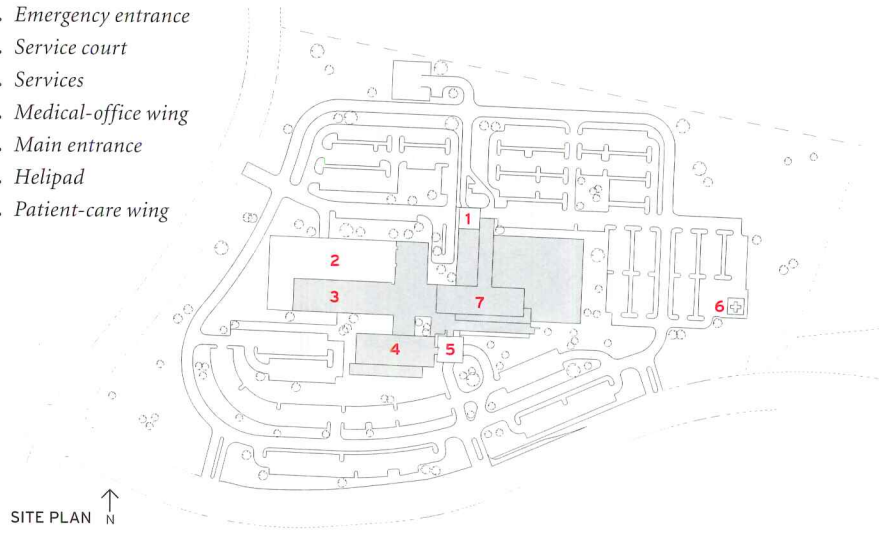 . Emergency entrance
. Service court
. Services
. Medical-office wing
. Main entrance
. Helipad
. Patient-care wing
1
2
3
7
6
4
5
SITE PLAN N